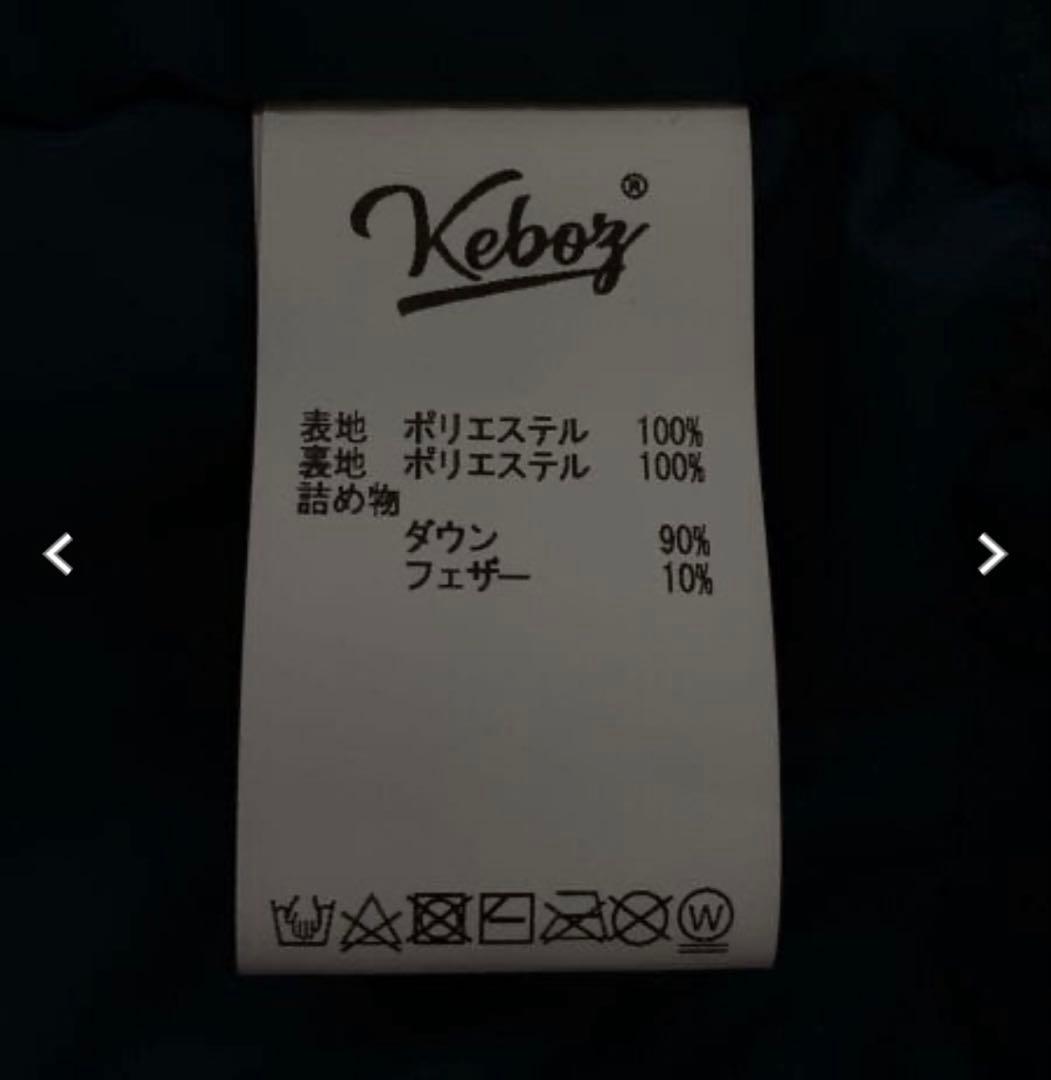 Keboz®
表地 ポリエステル 100%
裏地 ポリエステル 100%
詰め物
ダウン 90%
フェザー 10%
W